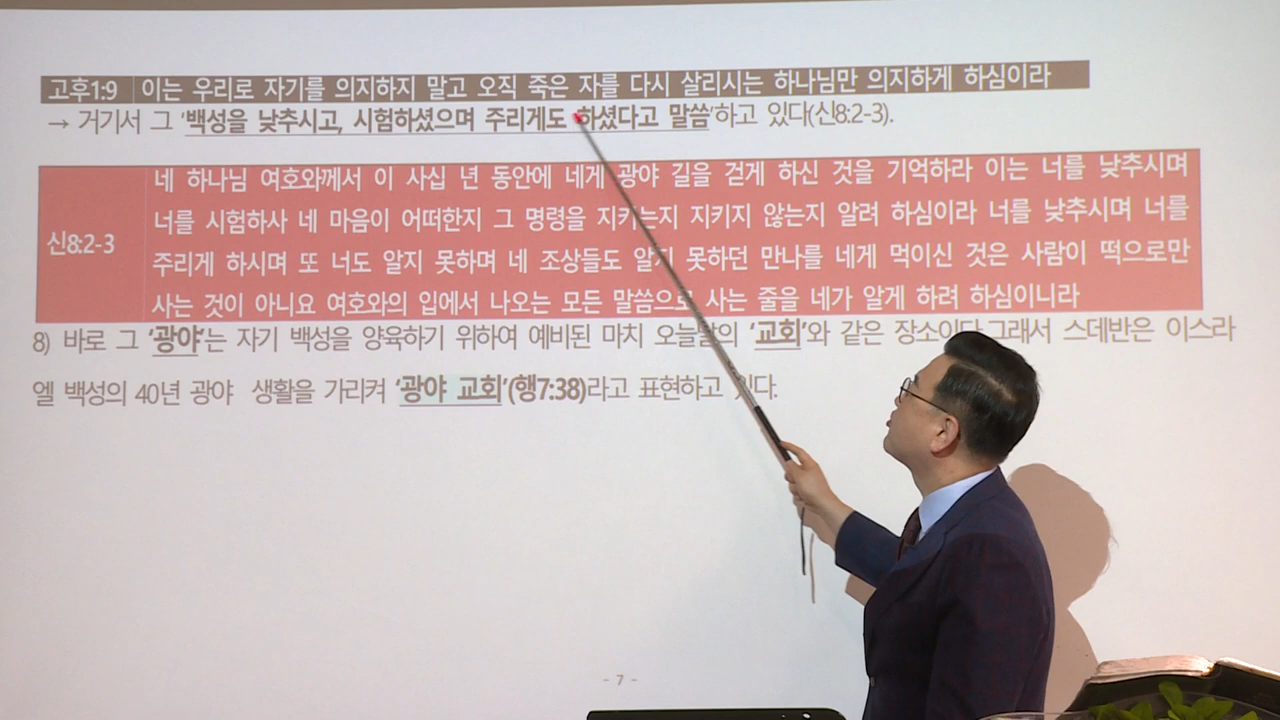 고후1:9 이는 우리로 자기를 의지하지 말고 오직 죽은 자를 다시 살리시는 하나님만 의지하게 하심이라
→ 거기서 그 '백성을 낮추시고, 시험하셨으며 주리게도 하셨다고 말씀'하고 있다(신8:2-3).
네 하나님 여호와께서 이 사십 년 동안에 네게 광야 길을 걷게 하신 것을 기억하라 이는 너를 낮추시며
너를 시험하사 네 마음이 어떠한지 그 명령을 지키는지 지키지 않는지 알려 하심이라 너를 낮추시며 너를
신8:2-3
주리게 하시며 또 너도 알지 못하며 네 조상들도 알지 못하던 만나를 네게 먹이신 것은 사람이 떡으로만
사는 것이 아니요 여호와의 입에서 나오는 모든 말씀으로 사는 줄을 네가 알게 하려 하심이니라
8) 바로 그 '광야'는 자기 백성을 양육하기 위하여 예비된 마치 오늘날의 '교회'와 같은 장소이다.그래서 스데반은 이스라
엘 백성의 40년 광야 생활을 가리켜 '광야 교회'(행7:38)라고 표현하고 있다.
- 7 -